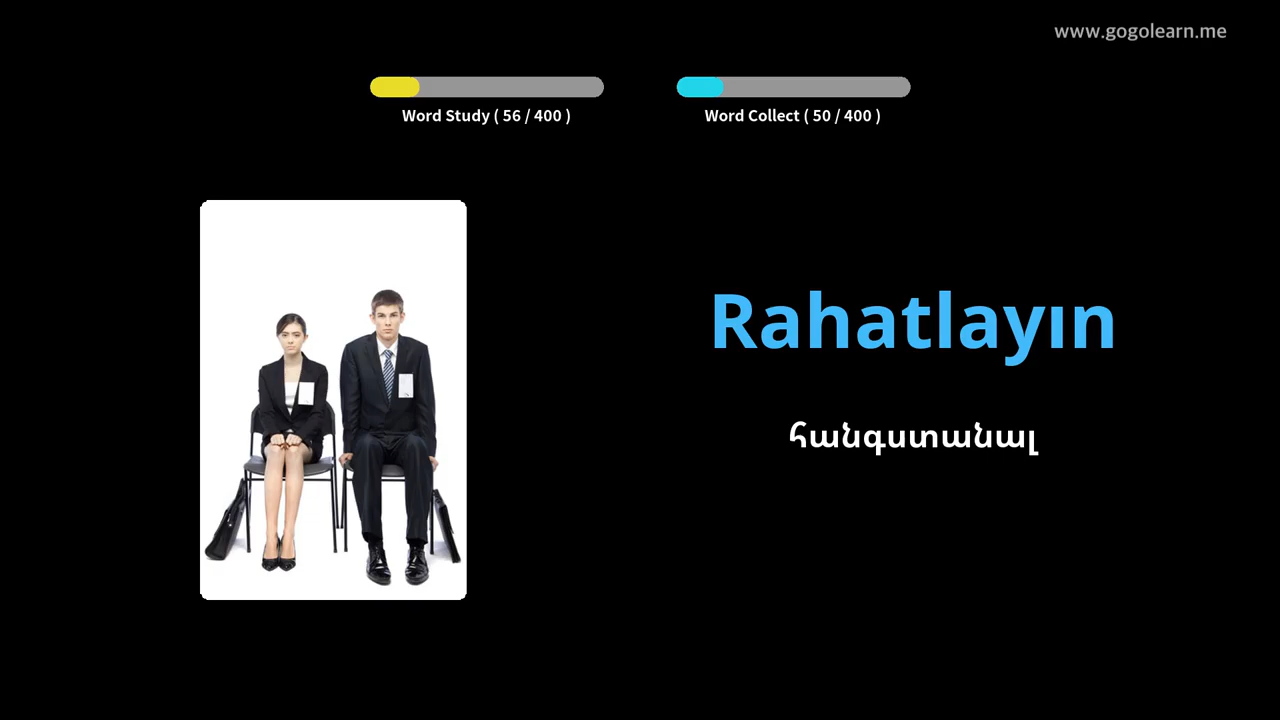 www.gogolearn.me
Word Study ( 56 / 400 )
Word Collect ( 50 / 400 )
Rahatlayın
հանգստանալ